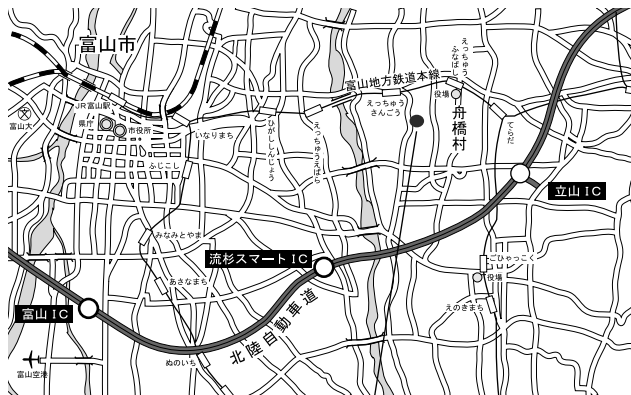 富山市
えっちゅう
ふなばし
富山地方鉄道本線
JR富山駅
県庁
市役所
富山大
文
いなりまち
ひがししんじょう
えっちゅうえばら
えっちゅう
さんごう
役場
舟橋村
てらだ
ふじこし
立山IC
みなみとやま
流杉スマートIC
ごひゃっこく
役場
あさなまち
えのきまち
富山IC
北陸自動車道
ぬのいち
富山空港